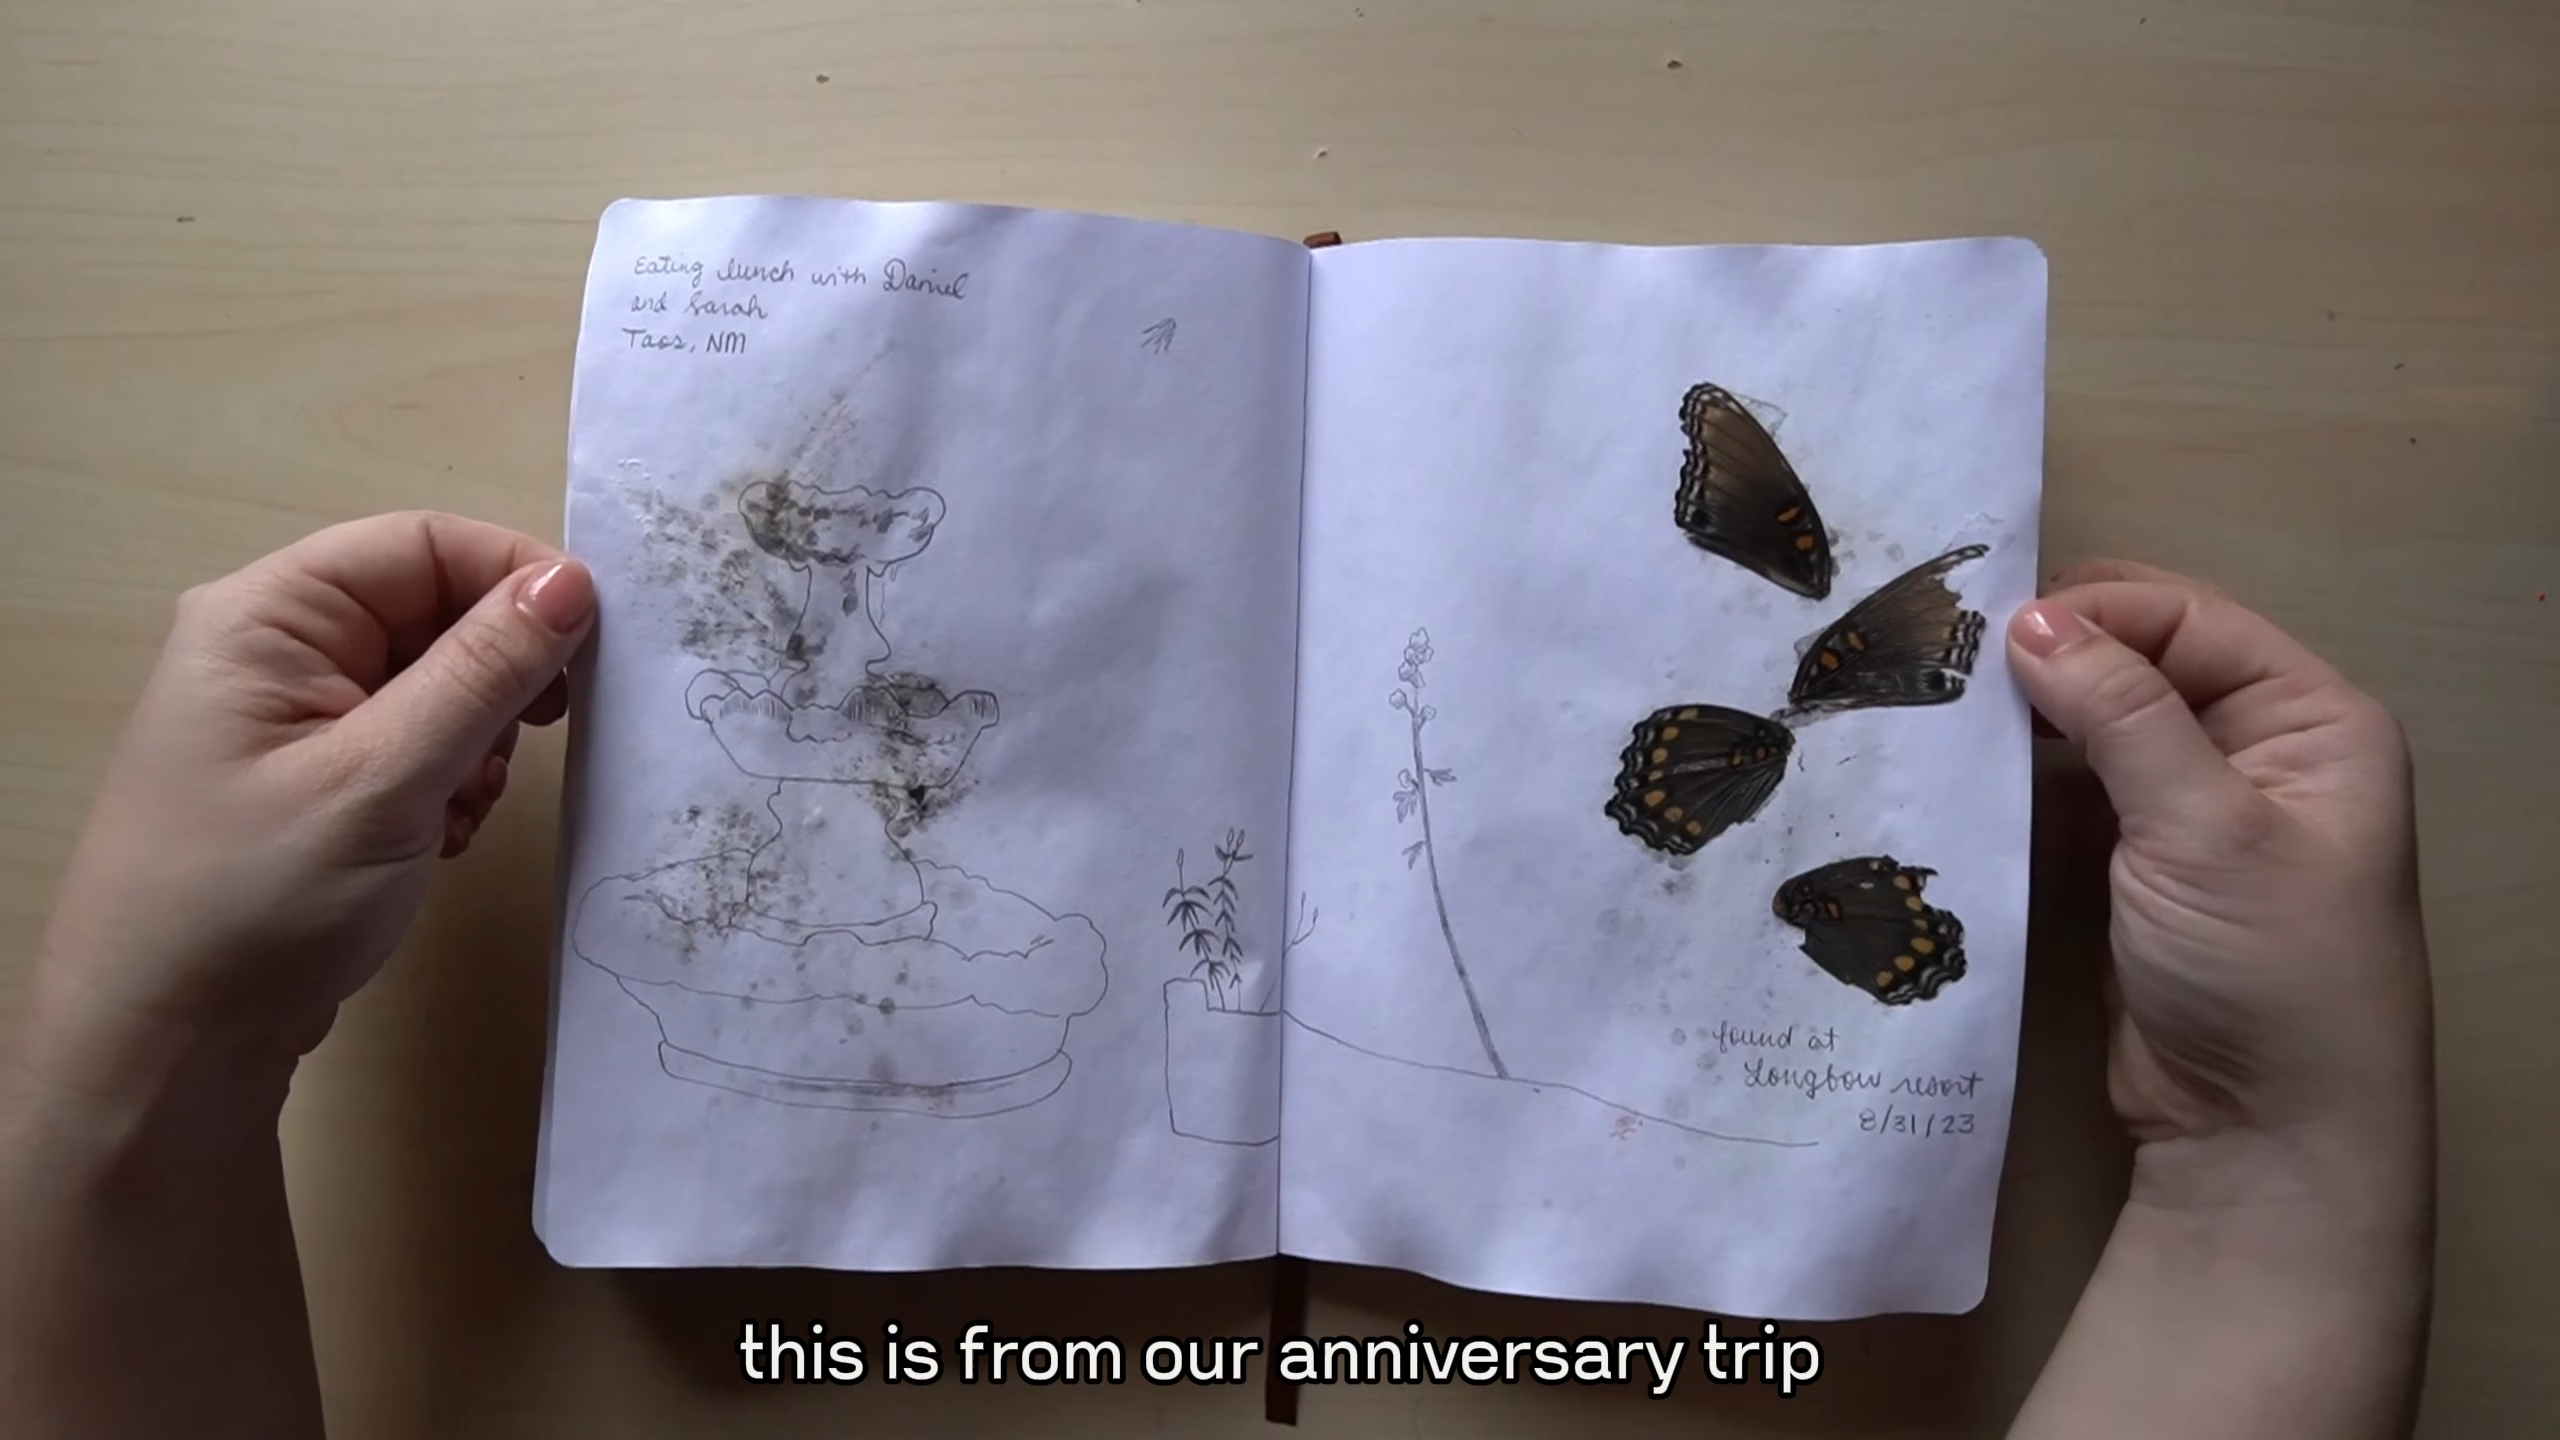 Eating lunch with Daniel
and Sarah
Taos, NM
found at
Longbow resort
8/31/23
this is from our anniversary trip